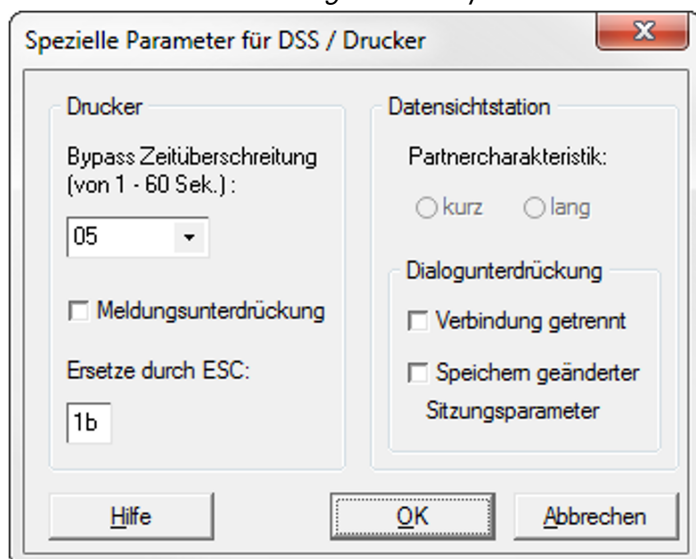 Spezielle Parameter für DSS / Drucker
Drucker
Bypass Zeitüberschreitung
(von 1 - 60 Sek.) :
05
Meldungsunterdrückung
Ersetze durch ESC:
1b
Datensichtstation
Partnercharakteristik:
kurz lang
Dialogunterdrückung
Verbindung getrennt
Speichern geänderter
Sitzungsparameter
Hilfe OK Abbrechen